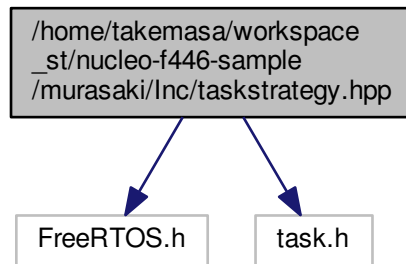 /home/takemasa/workspace
_st/nucleo-f446-sample
/murasaki/Inc/taskstrategy.hpp
FreeRTOS.h
task.h